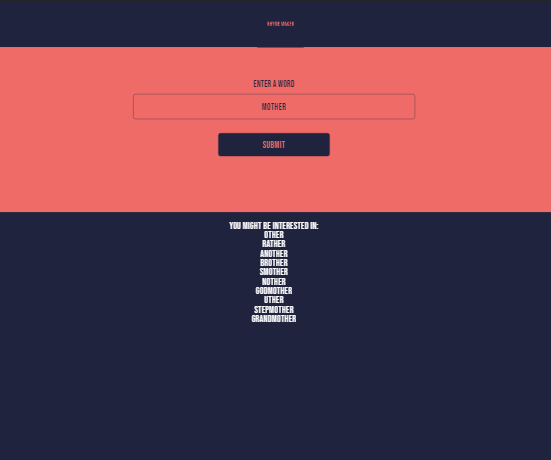 RHYME MAKER
ENTER A WORD
MOTHER
SUBMIT
YOU MIGHT BE INTERESTED IN:
OTHER
RATHER
ANOTHER
BROTHER
SMOTHER
NOTHER
GODMOTHER
UTHER
STEPMOTHER
GRANDMOTHER